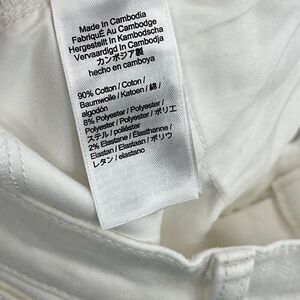 Made In Cambodia
FabriquÉ Au Cambodge
Hergestellt In Kambodscha
Vervaardigd In Cambodja
カンボジア製
hecho en camboya
90% Cotton / Coton /
Baumwolle / Katoen / 綿 /
algodón
8% Polyester / Polyester /
Polyester / Polyester / ポリエ
ステル / poliéster
2% Elastane / Élasthanne /
Elastan / Elastaan / ポリウ
レタン / elastano